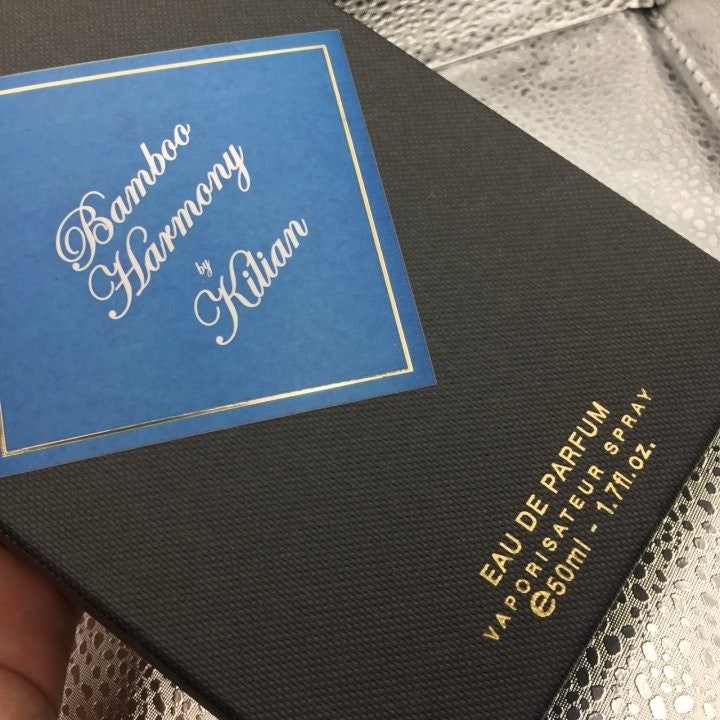 Bamboo
Harmony
by
Kilian
EAU DE PARFUM
VAPORISATEUR SPRAY
℮50ml - 1.7fl.oz.